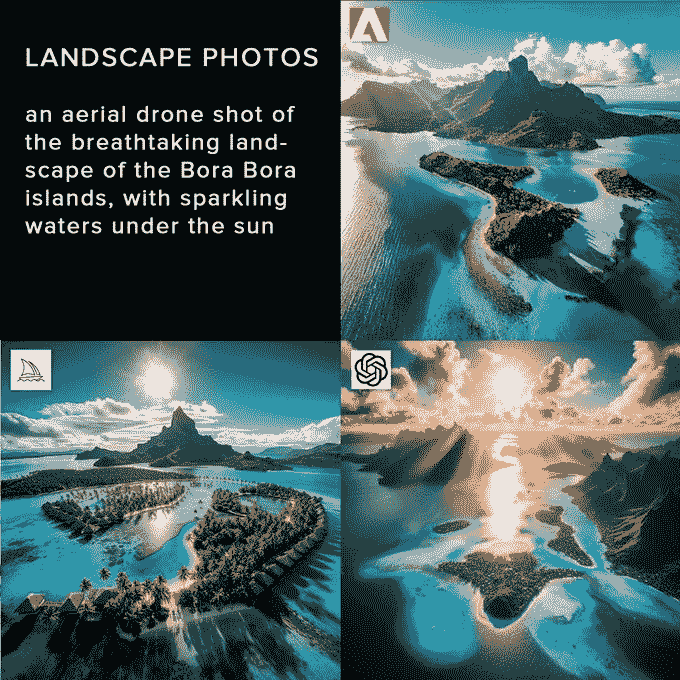 LANDSCAPE PHOTOS
an aerial drone shot of
the breathtaking land-
scape of the Bora Bora
islands, with sparkling
waters under the sun